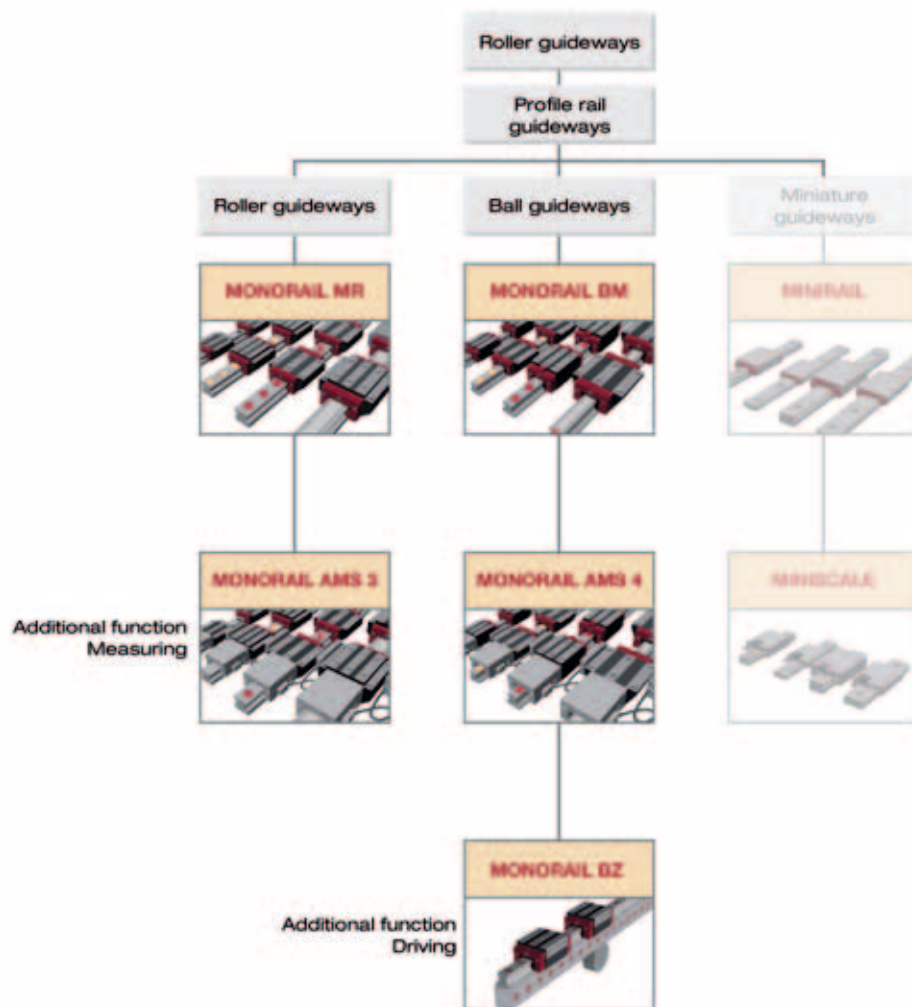 Roller guideways
Profile rail
guideways
Roller guideways
Ball guideways
Miniature
guideways
MONORAIL MR
MONORAIL BM
MINIRAIL
MONORAIL AMS 3
MONORAIL AMS 4
MINISCALE
Additional function
Measuring
MONORAIL BZ
Additional function
Driving